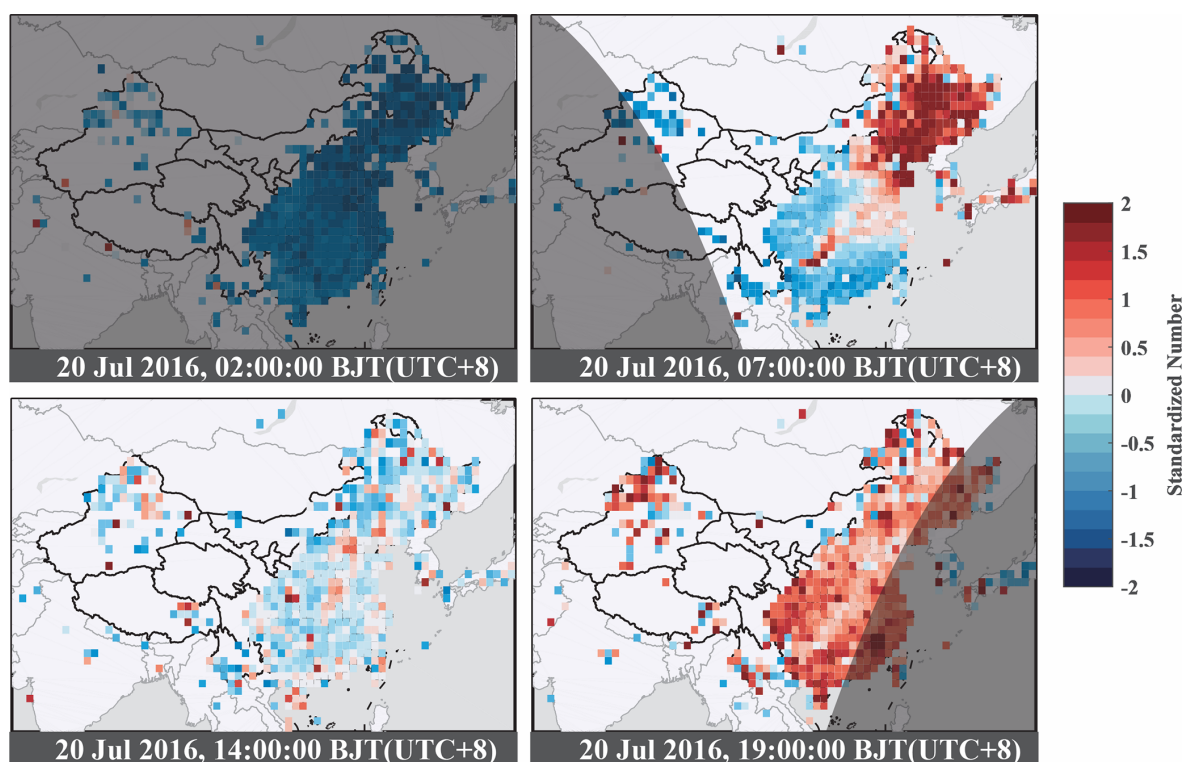 20 Jul 2016, 02:00:00 BJT(UTC+8)
20 Jul 2016, 07:00:00 BJT(UTC+8)
20 Jul 2016, 14:00:00 BJT(UTC+8)
20 Jul 2016, 19:00:00 BJT(UTC+8)
2
1.5
1
0.5
0
-0.5
-1
-1.5
-2
Standardized Number